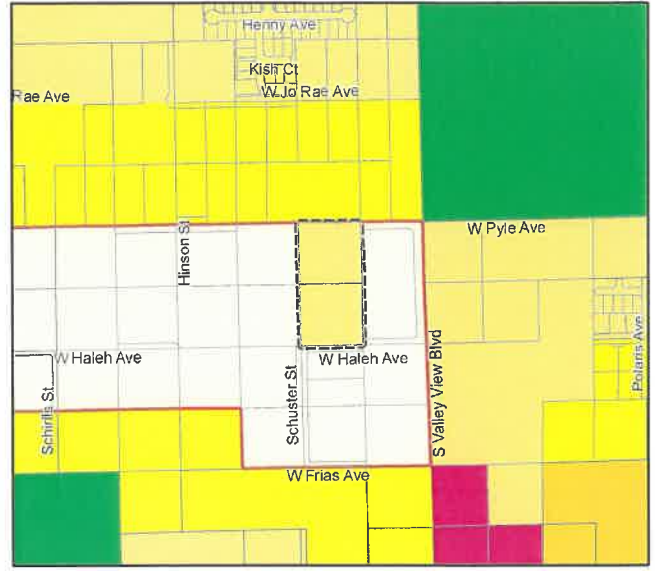 Henny Ave
Kish Ct
W Jo Rae Ave
Rae Ave
W Pyle Ave
Hinson St
W Haleh Ave
W Haleh Ave
S Valley View Blvd
Polaris Ave
Schirlls St
Schuster St
W Frias Ave